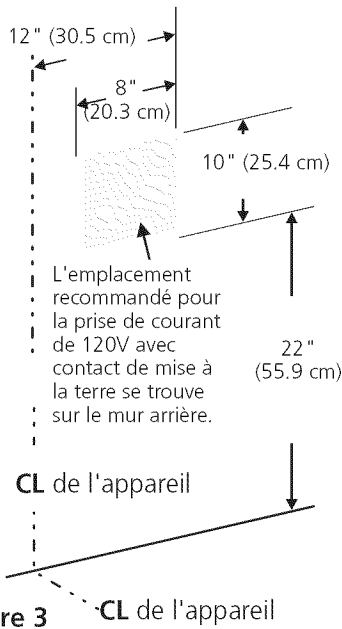 12" (30.5 cm)
8"
(20.3 cm)
10" (25.4 cm)
L'emplacement
recommandé pour
la prise de courant
de 120V avec
contact de mise à
la terre se trouve
sur le mur arrière.
22"
(55.9 cm)
CL de l'appareil
re 3
CL de l'appareil